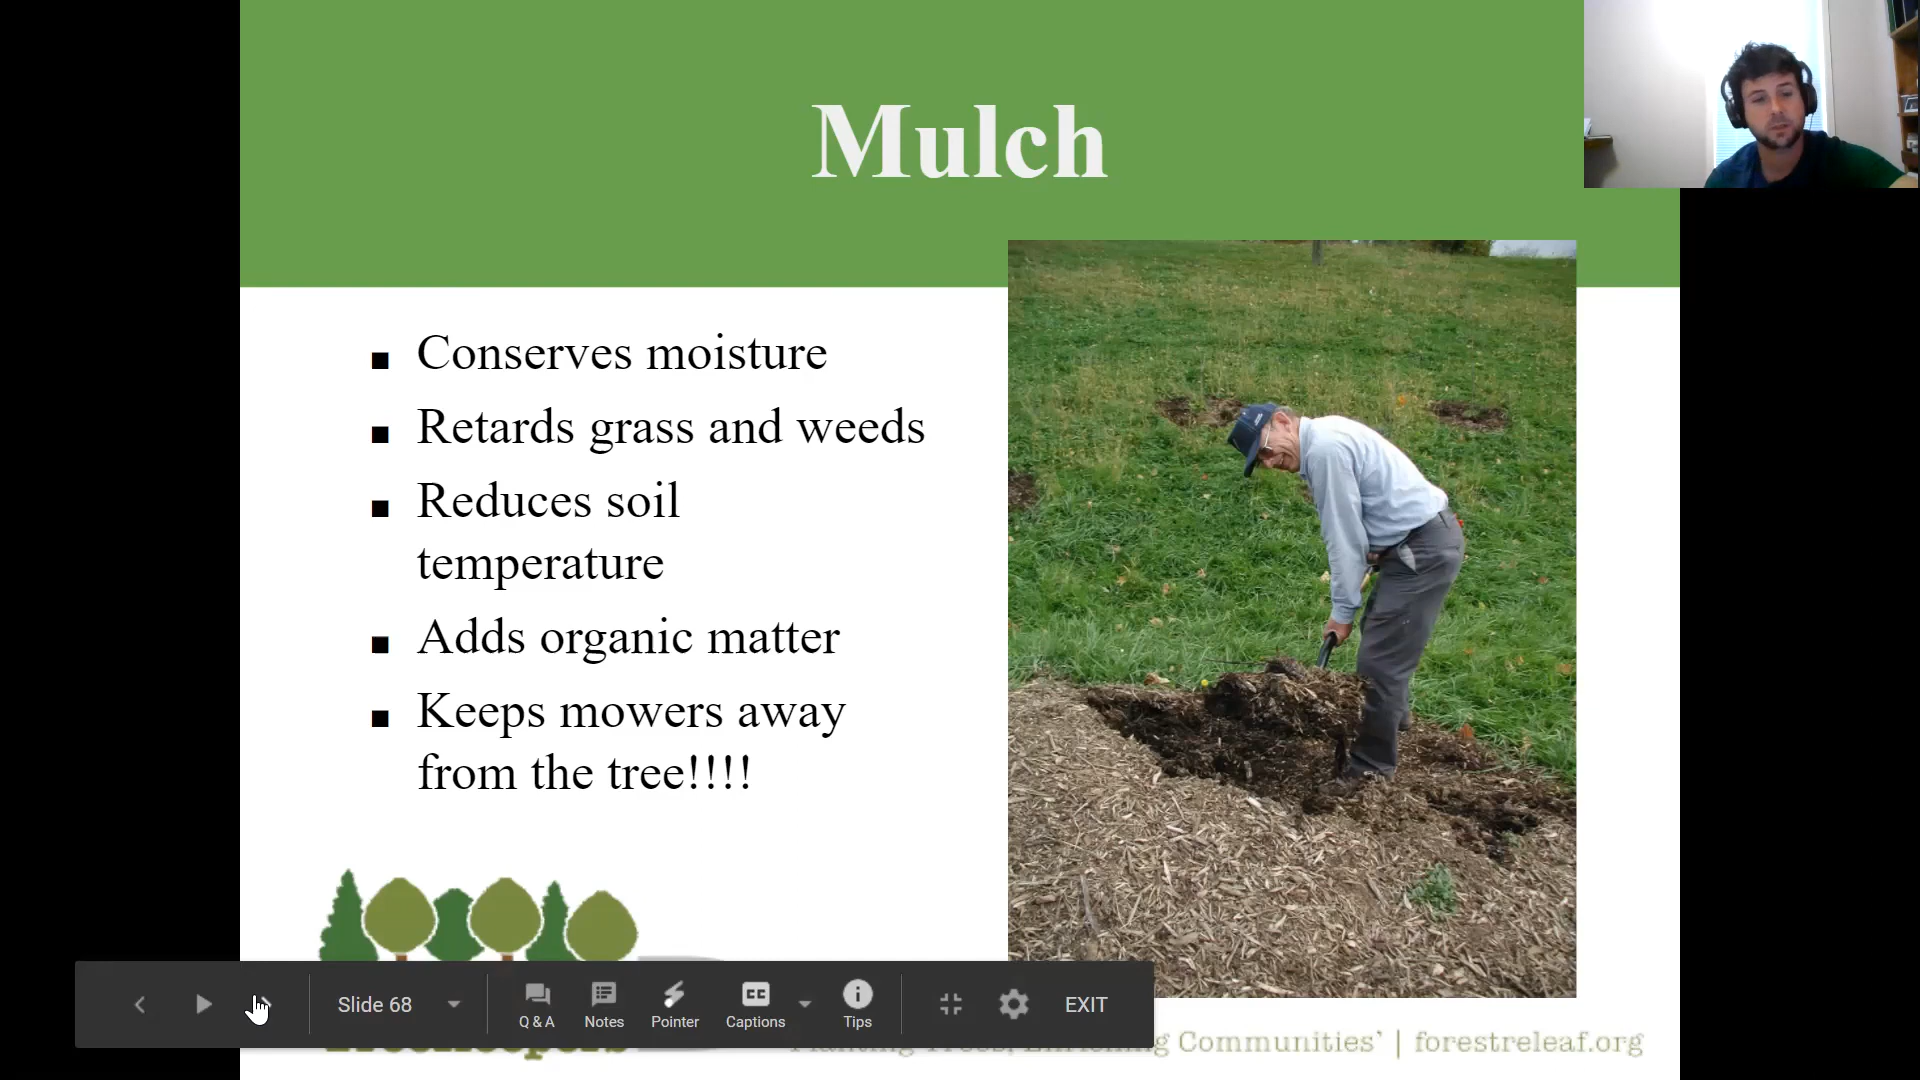 Mulch
■ Conserves moisture
■ Retards grass and weeds
■ Reduces soil
temperature
■ Adds organic matter
■ Keeps mowers away
from the tree!!!!
Slide 68
Q & A
Notes
Pointer
Captions
Tips
EXIT
Communities' | forestreleaf.org